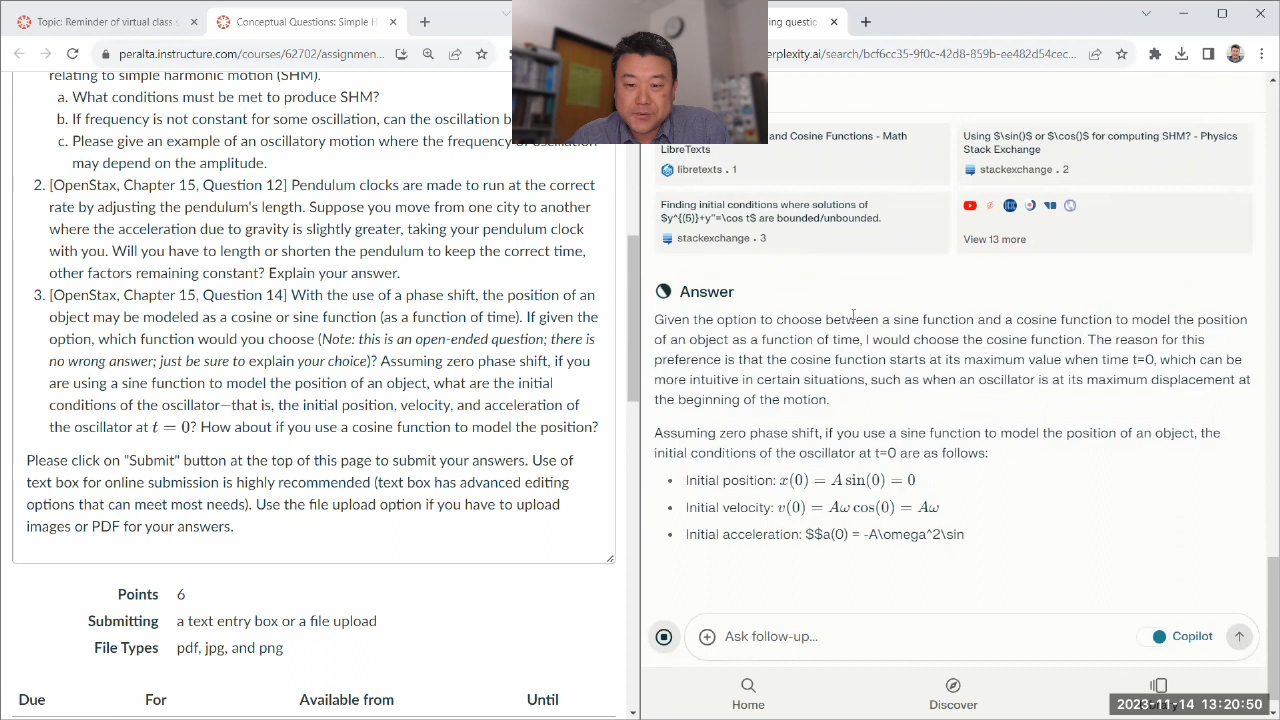 Topic: Reminder of virtual class s
Conceptual Questions: Simple H
ing questio
peralta.instructure.com/courses/62702/assignmen...
erplexity.ai/search/bcf6cc35-9f0c-42d8-859b-ee482d54cec...
relating to simple harmonic motion (SHM).
a. What conditions must be met to produce SHM?
b. If frequency is not constant for some oscillation, can the oscillation b
c. Please give an example of an oscillatory motion where the frequency of oscillation
may depend on the amplitude.
2. [OpenStax, Chapter 15, Question 12] Pendulum clocks are made to run at the correct
rate by adjusting the pendulum's length. Suppose you move from one city to another
where the acceleration due to gravity is slightly greater, taking your pendulum clock
with you. Will you have to length or shorten the pendulum to keep the correct time,
other factors remaining constant? Explain your answer.
3. [OpenStax, Chapter 15, Question 14] With the use of a phase shift, the position of an
object may be modeled as a cosine or sine function (as a function of time). If given the
option, which function would you choose (Note: this is an open-ended question; there is
no wrong answer; just be sure to explain your choice)? Assuming zero phase shift, if you
are using a sine function to model the position of an object, what are the initial
conditions of the oscillator—that is, the initial position, velocity, and acceleration of
the oscillator at t = 0? How about if you use a cosine function to model the position?
Please click on "Submit" button at the top of this page to submit your answers. Use of
text box for online submission is highly recommended (text box has advanced editing
options that can meet most needs). Use the file upload option if you have to upload
images or PDF for your answers.
Points 6
Submitting a text entry box or a file upload
File Types pdf, jpg, and png
Due For Available from Until
and Cosine Functions - Math
LibreTexts
libretexts . 1
Using $\sin()$ or $\cos()$ for computing SHM? - Physics
Stack Exchange
stackexchange . 2
Finding initial conditions where solutions of
$y^{(5)}+y''=\cos t$ are bounded/unbounded.
stackexchange . 3
View 13 more
Answer
Given the option to choose between a sine function and a cosine function to model the position
of an object as a function of time, I would choose the cosine function. The reason for this
preference is that the cosine function starts at its maximum value when time t=0, which can be
more intuitive in certain situations, such as when an oscillator is at its maximum displacement at
the beginning of the motion.
Assuming zero phase shift, if you use a sine function to model the position of an object, the
initial conditions of the oscillator at t=0 are as follows:
• Initial position: x(0) = A sin(0) = 0
• Initial velocity: v(0) = Aω cos(0) = Aω
• Initial acceleration: $$a(0) = -A\omega^2\sin
Ask follow-up...
Copilot
Home
Discover
2023-11-14 13:20:50